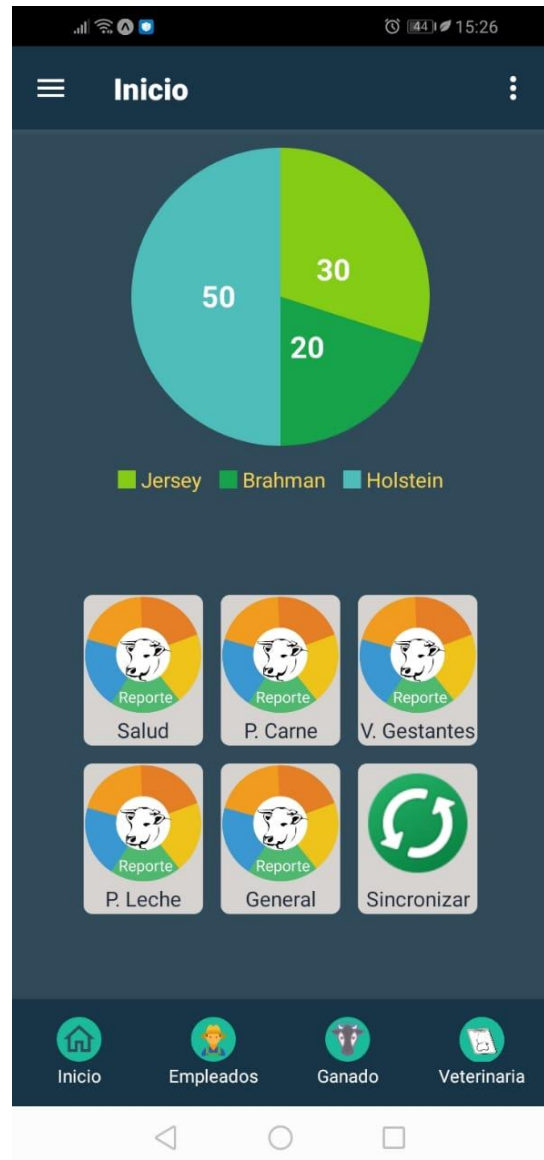 44 15:26
Inicio
50
30
20
Jersey Brahman Holstein
Reporte Reporte Reporte
Salud P. Carne V. Gestantes
Reporte Reporte
P. Leche General Sincronizar
Inicio Empleados Ganado Veterinaria